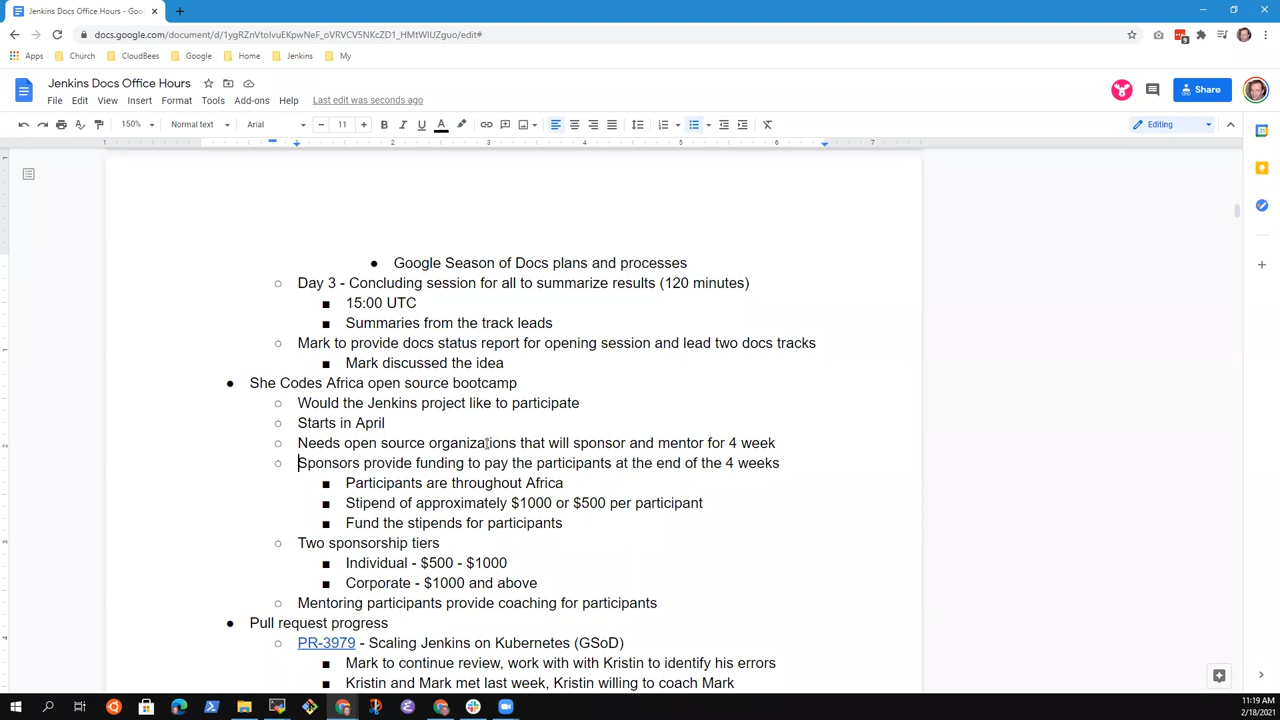 Jenkins Docs Office Hours - Goo
docs.google.com/document/d/1ygRZnVtoIvuEKpwNeF_oVRVCV5NKcZD1_HMtWIUZguo/edit#
Apps Church CloudBees Google Home Jenkins My
Jenkins Docs Office Hours
File Edit View Insert Format Tools Add-ons Help Last edit was seconds ago
Share
150% Normal text Arial 11 Editing
1 2 3 4 5 6 7
● Google Season of Docs plans and processes
○ Day 3 - Concluding session for all to summarize results (120 minutes)
■ 15:00 UTC
■ Summaries from the track leads
○ Mark to provide docs status report for opening session and lead two docs tracks
■ Mark discussed the idea
● She Codes Africa open source bootcamp
○ Would the Jenkins project like to participate
○ Starts in April
○ Needs open source organizations that will sponsor and mentor for 4 week
○ Sponsors provide funding to pay the participants at the end of the 4 weeks
■ Participants are throughout Africa
■ Stipend of approximately $1000 or $500 per participant
■ Fund the stipends for participants
○ Two sponsorship tiers
■ Individual - $500 - $1000
■ Corporate - $1000 and above
○ Mentoring participants provide coaching for participants
● Pull request progress
○ PR-3979 - Scaling Jenkins on Kubernetes (GSoD)
■ Mark to continue review, work with with Kristin to identify his errors
■ Kristin and Mark met last week, Kristin willing to coach Mark
11:19 AM
2/18/2021